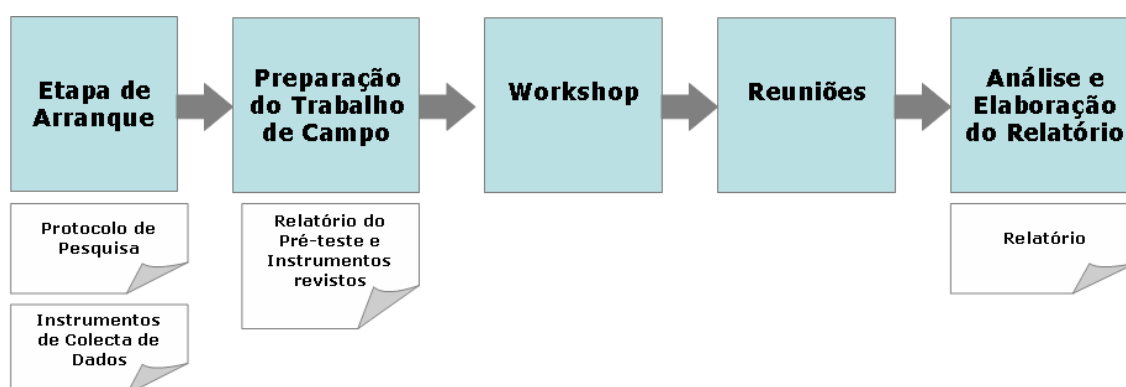 Etapa de
Arranque
Preparação
do Trabalho
de Campo
Workshop
Reuniões
Análise e
Elaboração
do Relatório
Protocolo de
Pesquisa
Instrumentos
de Colecta de
Dados
Relatório do
Pré-teste e
Instrumentos
revistos
Relatório